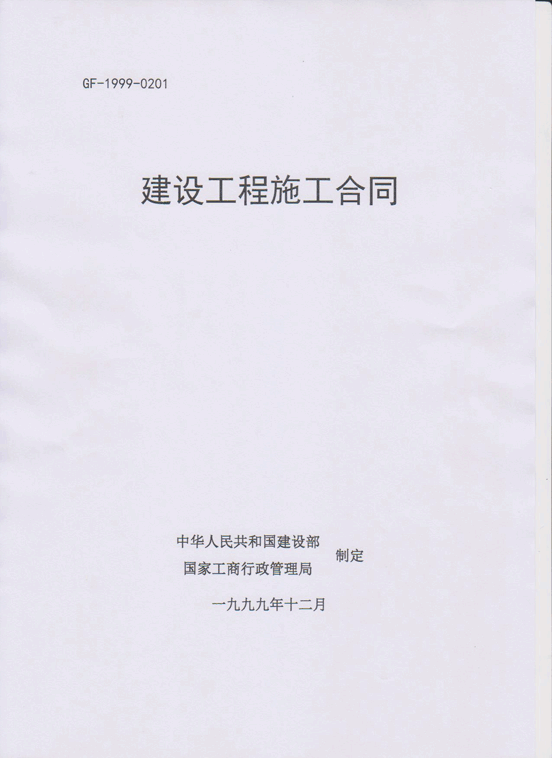 GF-1999-0201
建设工程施工合同
中华人民共和国建设部
国家工商行政管理局
制定
一九九九年十二月